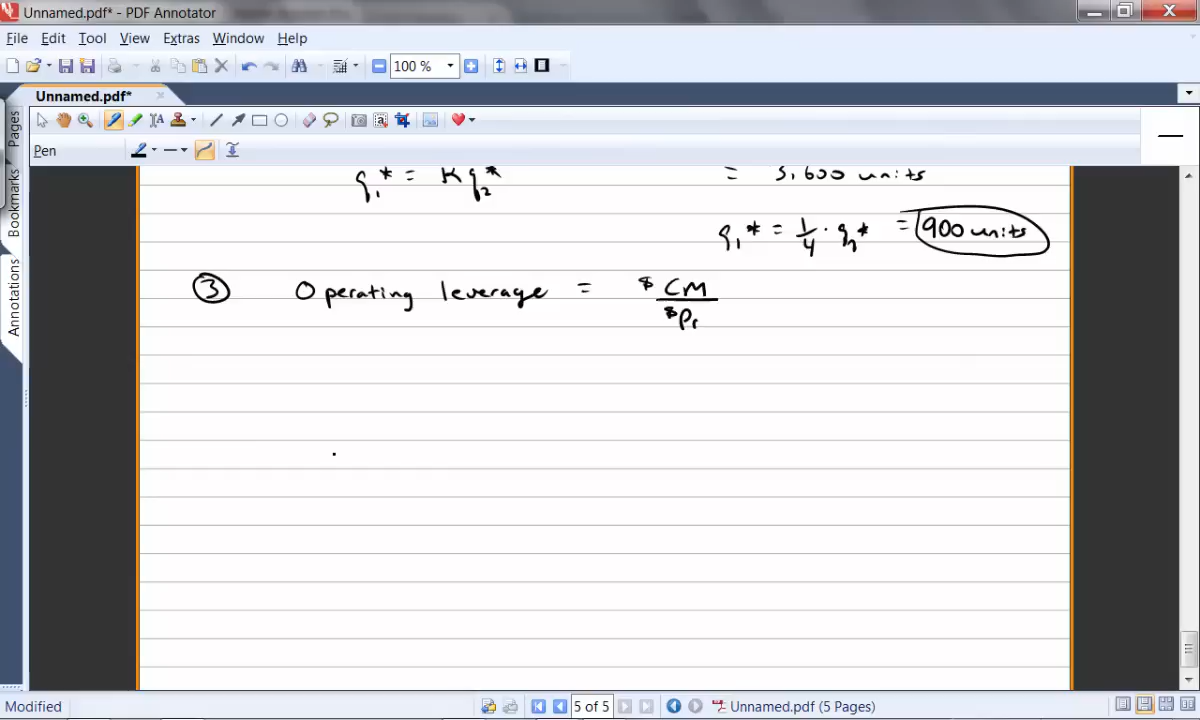 Unnamed.pdf* - PDF Annotator
File Edit Tool View Extras Window Help
100 %
Unnamed.pdf*
Pen
Pages
Bookmarks
Annotations
q₁* = Kq₂*
= 3,600 units
q₁* = 1/4 · q₂* = 900 units
③ Operating leverage = $CM / $Pr
Modified
5 of 5
Unnamed.pdf (5 Pages)